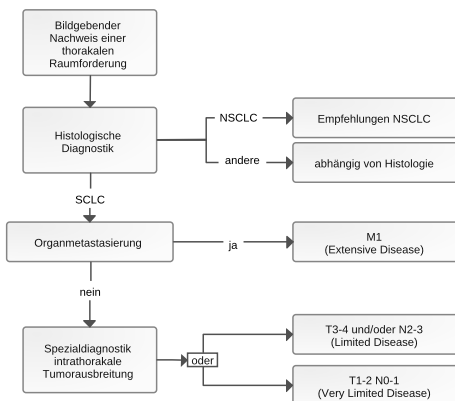 Bildgebender
Nachweis einer
thorakalen
Raumforderung
Histologische
Diagnostik
NSCLC
Empfehlungen NSCLC
andere
abhängig von Histologie
SCLC
Organmetastasierung
ja
M1
(Extensive Disease)
nein
Spezialdiagnostik
intrathorakale
Tumorausbreitung
oder
T3-4 und/oder N2-3
(Limited Disease)
T1-2 N0-1
(Very Limited Disease)